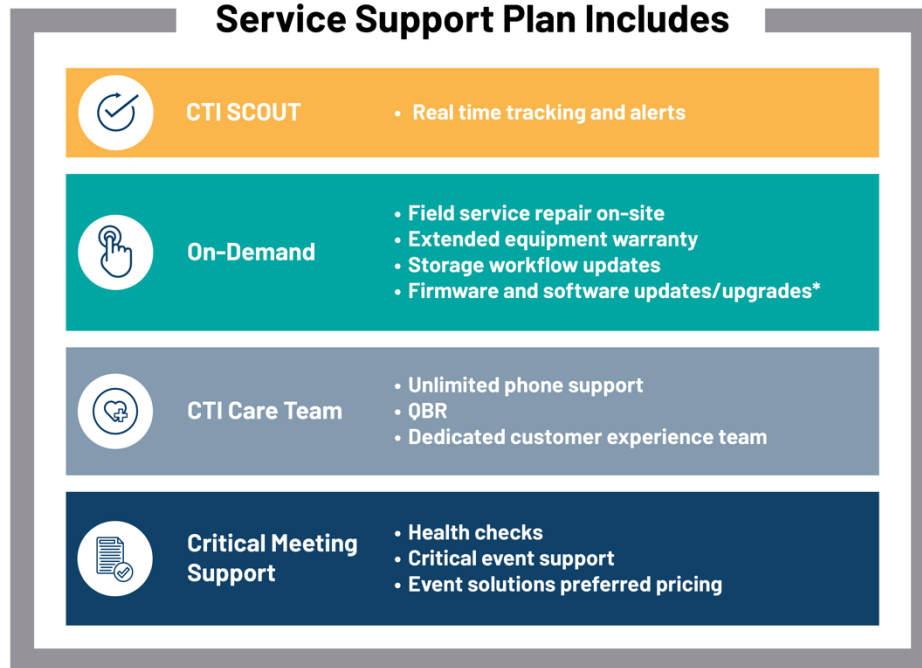 Service Support Plan Includes
CTI SCOUT
• Real time tracking and alerts
On-Demand
• Field service repair on-site
• Extended equipment warranty
• Storage workflow updates
• Firmware and software updates/upgrades*
CTI Care Team
• Unlimited phone support
• QBR
• Dedicated customer experience team
Critical Meeting
Support
• Health checks
• Critical event support
• Event solutions preferred pricing